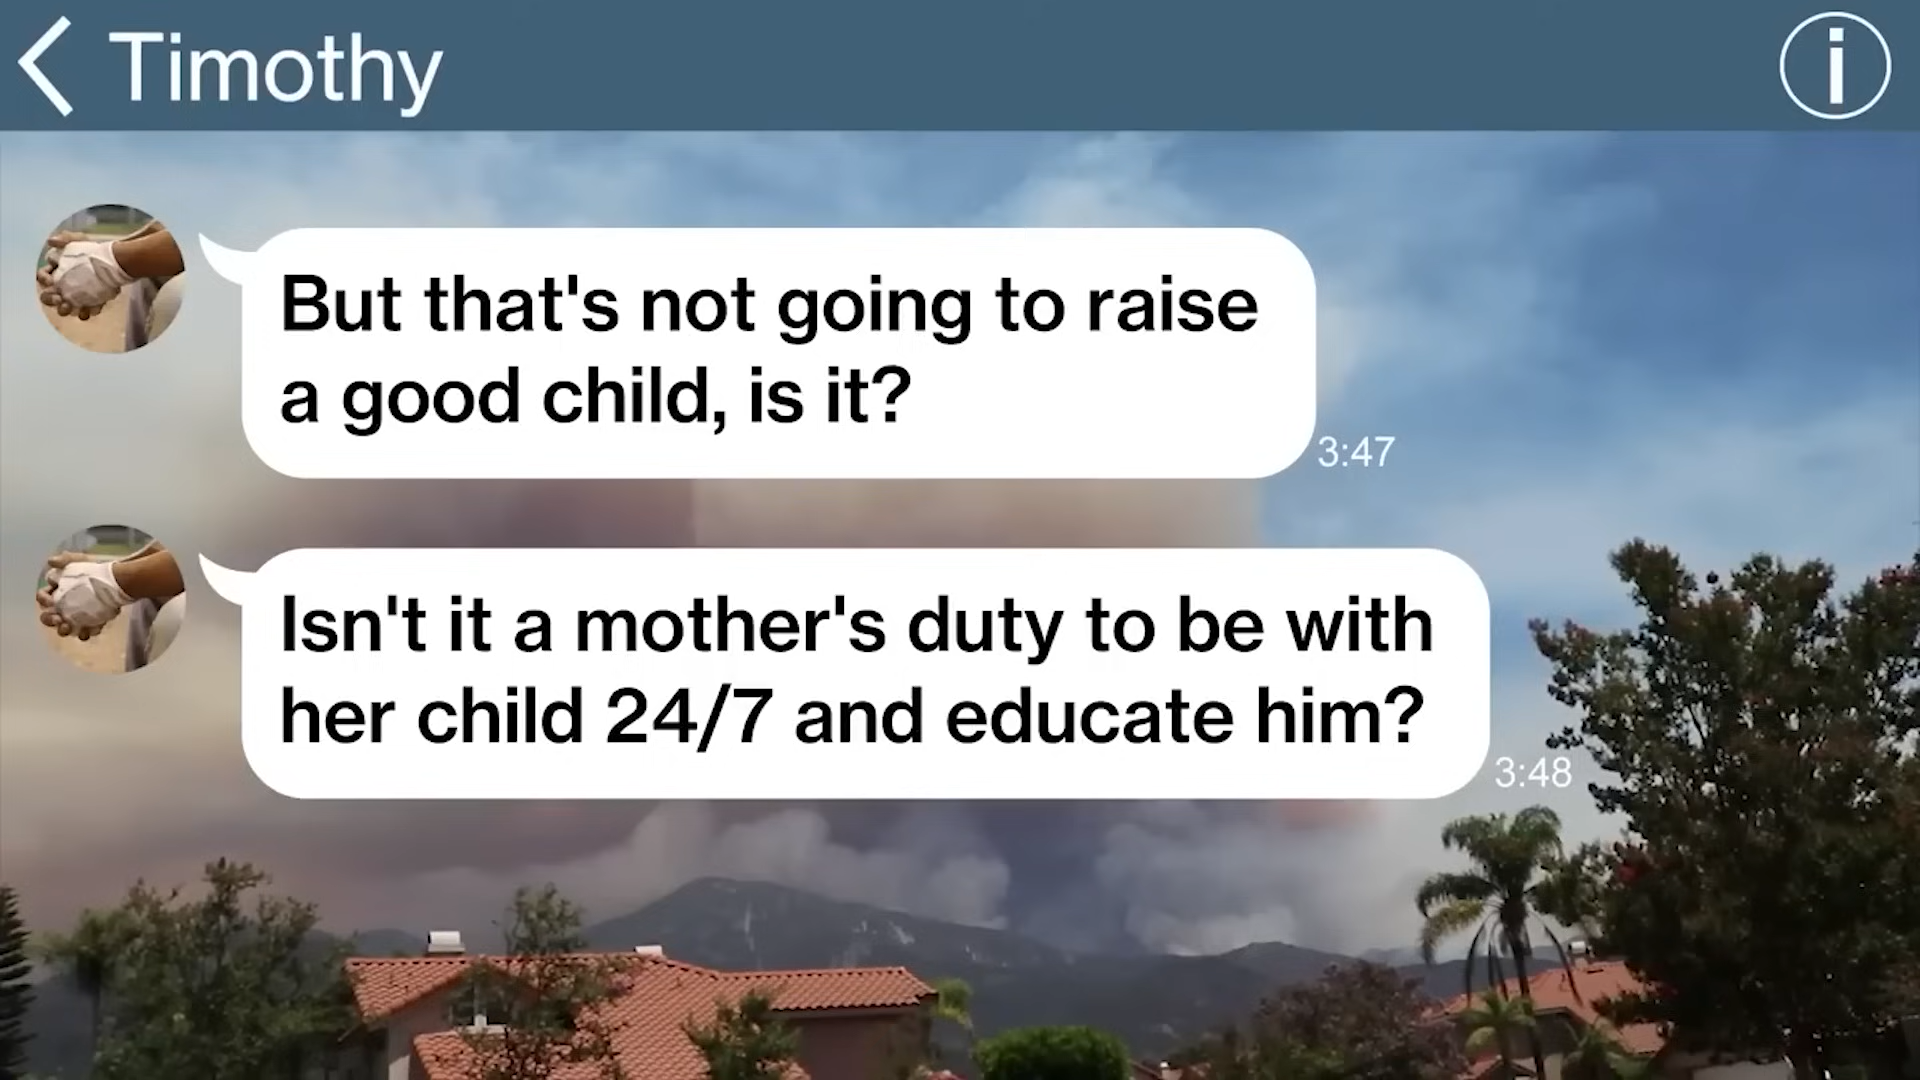 Timothy
But that's not going to raise
a good child, is it?
3:47
Isn't it a mother's duty to be with
her child 24/7 and educate him?
3:48